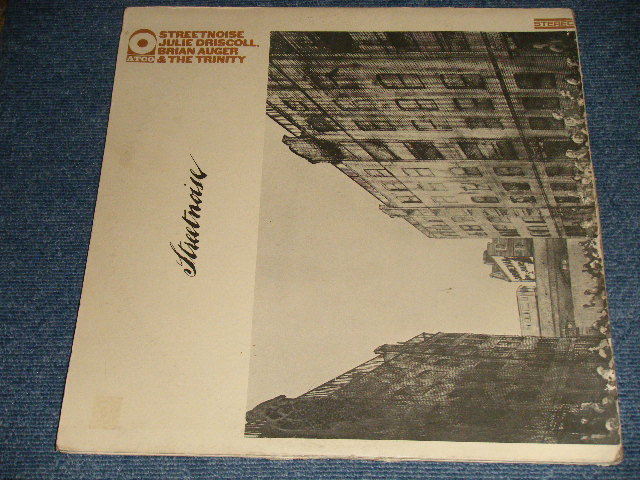 STREETNOISE
JULIE DRISCOLL,
BRIAN AUGER
& THE TRINITY
ATCO
STEREO
Streetnoise